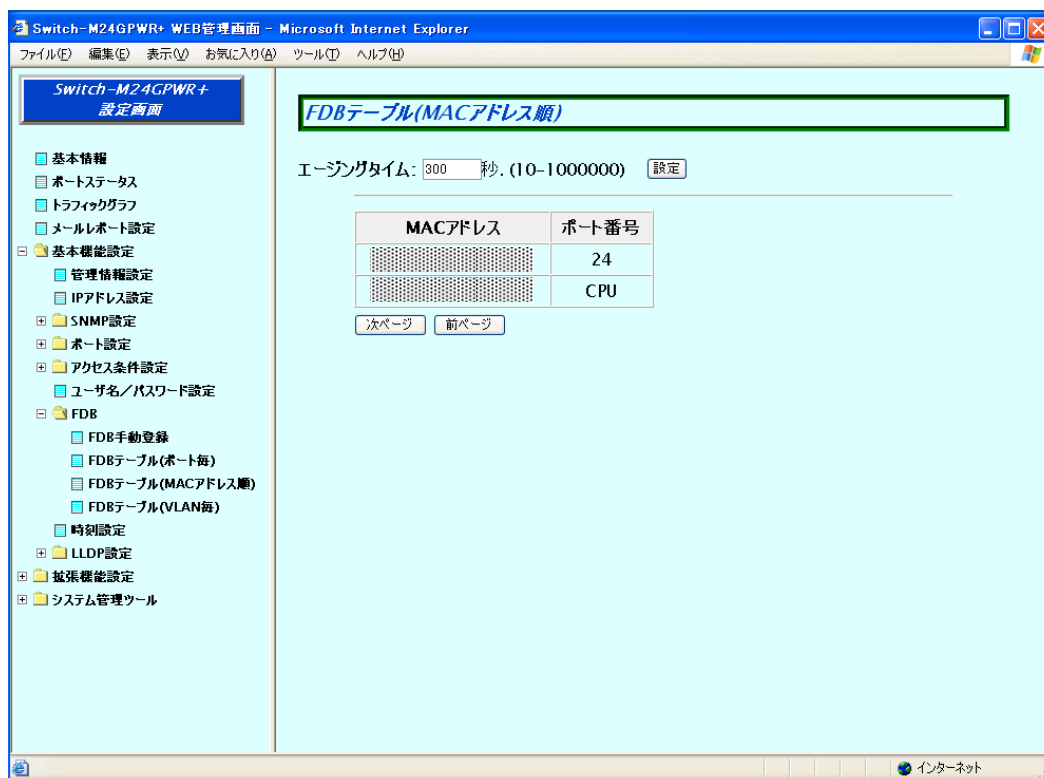 Switch-M24GPWR+ WEB管理画面 - Microsoft Internet Explorer
ファイル(F) 編集(E) 表示(V) お気に入り(A) ツール(T) ヘルプ(H)
Switch-M24GPWR+
設定画面
基本情報
ポートステータス
トラフィックグラフ
メールレポート設定
基本機能設定
管理情報設定
IPアドレス設定
SNMP設定
ポート設定
アクセス条件設定
ユーザ名／パスワード設定
FDB
FDB手動登録
FDBテーブル(ポート毎)
FDBテーブル(MACアドレス順)
FDBテーブル(VLAN毎)
時刻設定
LLDP設定
拡張機能設定
システム管理ツール
FDBテーブル(MACアドレス順)
エージングタイム: 300 秒. (10-1000000) 設定
MACアドレス ポート番号
24
CPU
次ページ 前ページ
インターネット